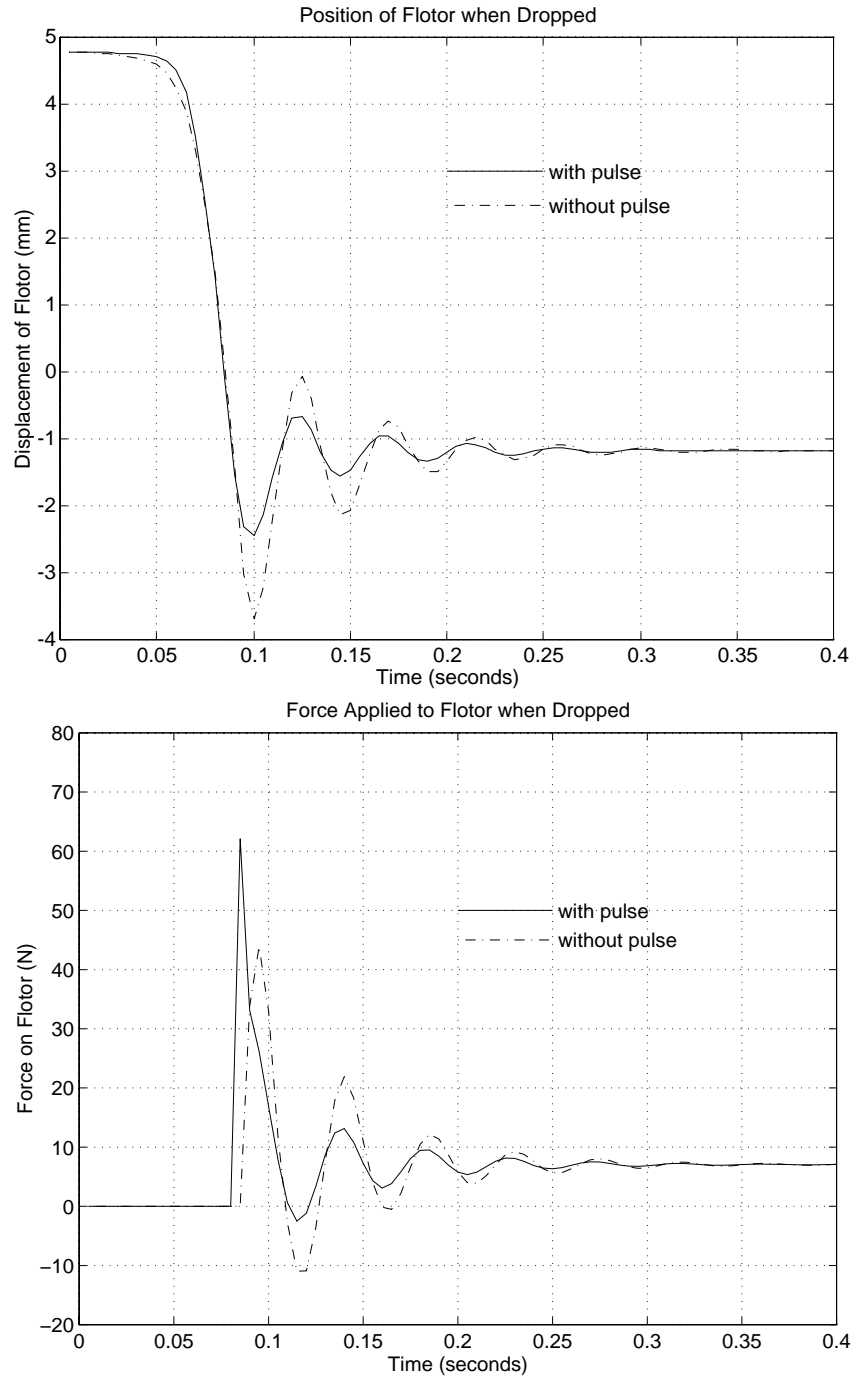 Position of Flotor when Dropped
5
4
3
2
1
0
-1
-2
-3
-4
Displacement of Flotor (mm)
with pulse
without pulse
0 0.05 0.1 0.15 0.2 0.25 0.3 0.35 0.4
Time (seconds)
Force Applied to Flotor when Dropped
80
70
60
50
40
30
20
10
0
−10
−20
Force on Flotor (N)
with pulse
without pulse
0 0.05 0.1 0.15 0.2 0.25 0.3 0.35 0.4
Time (seconds)